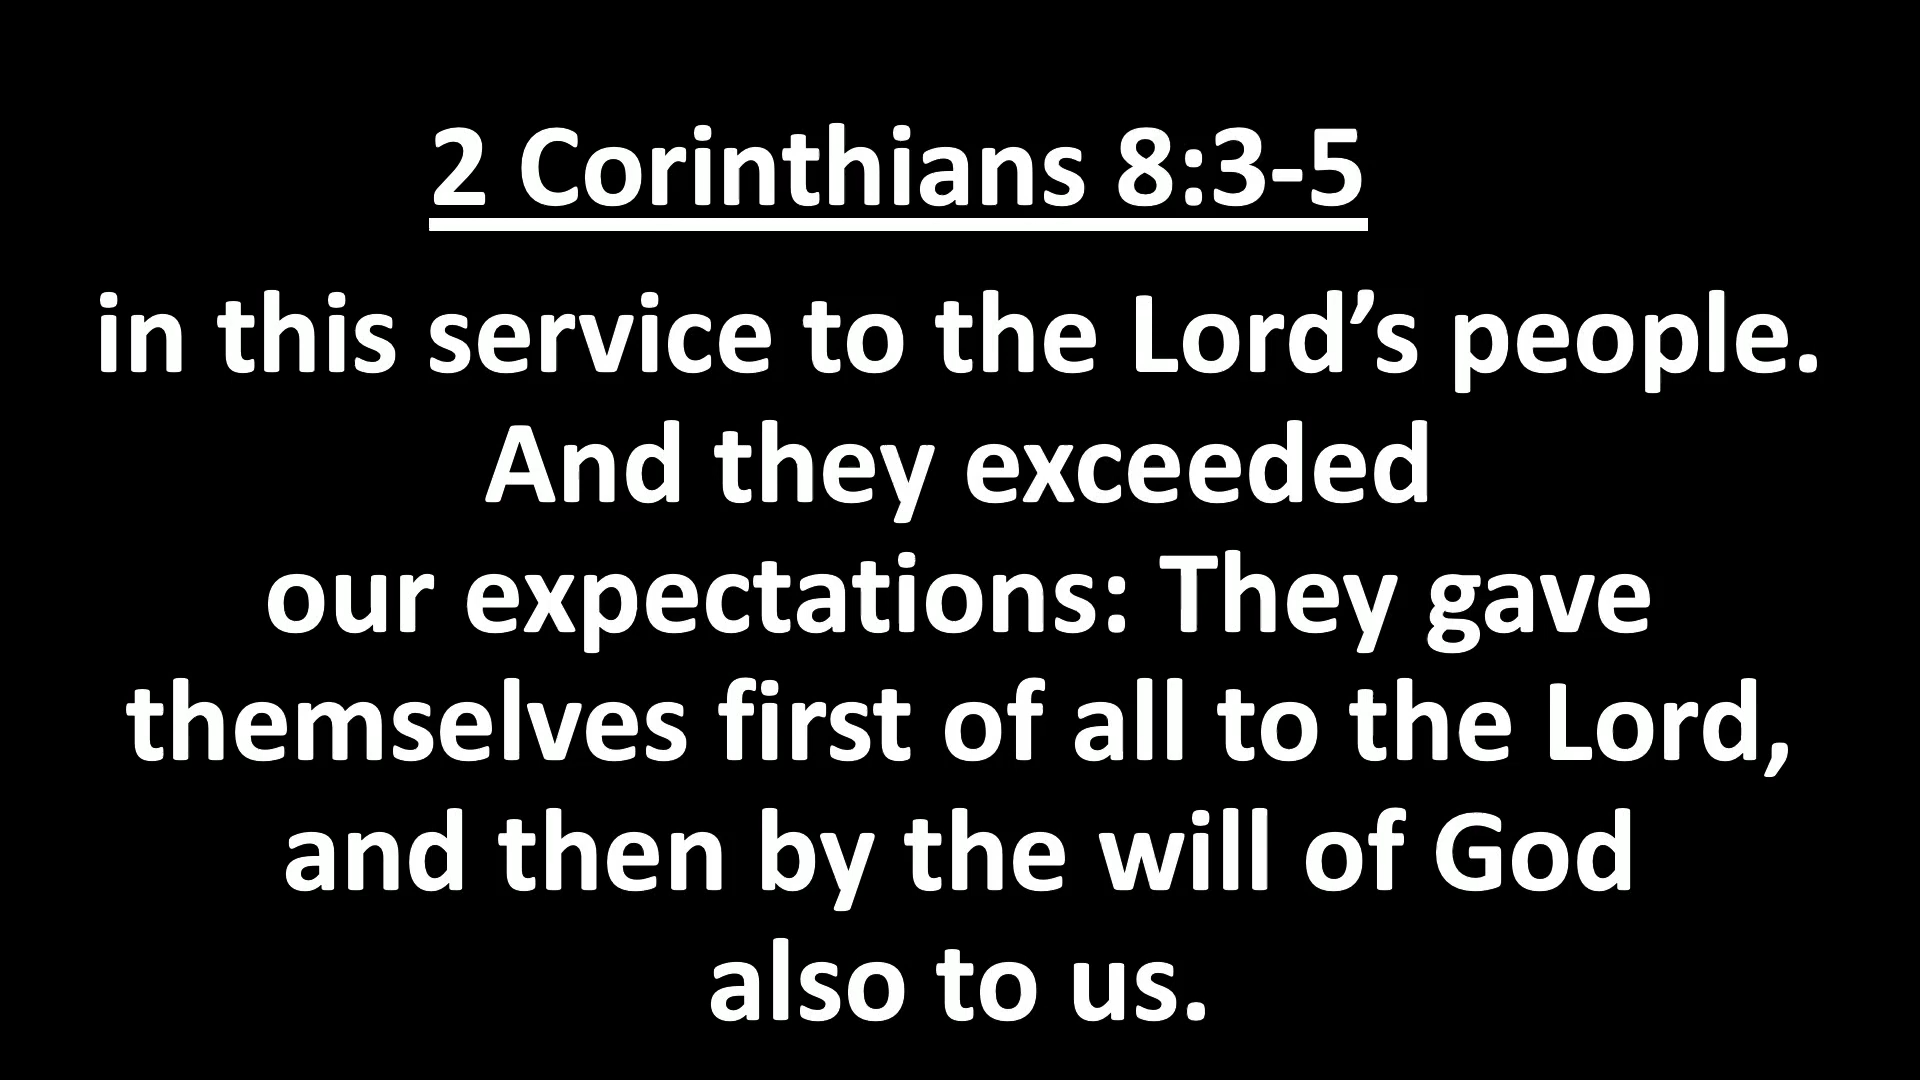 2 Corinthians 8:3-5
in this service to the Lord’s people.
And they exceeded
our expectations: They gave
themselves first of all to the Lord,
and then by the will of God
also to us.